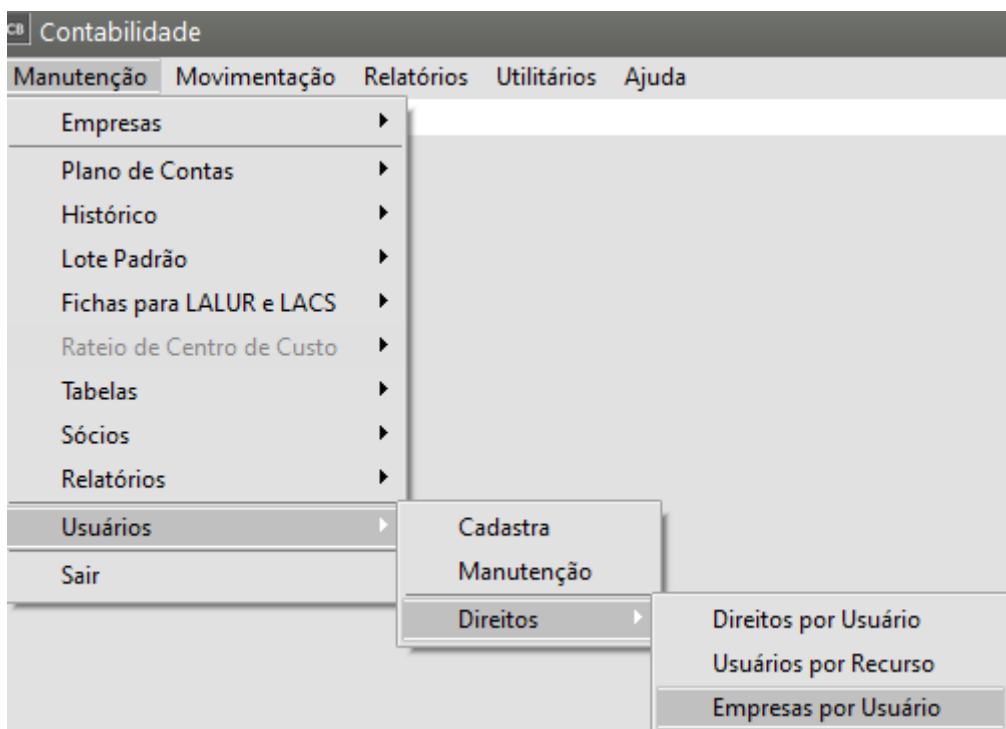 CB Contabilidade
Manutenção Movimentação Relatórios Utilitários Ajuda
Empresas
Plano de Contas
Histórico
Lote Padrão
Fichas para LALUR e LACS
Rateio de Centro de Custo
Tabelas
Sócios
Relatórios
Usuários
Sair
Cadastra
Manutenção
Direitos
Direitos por Usuário
Usuários por Recurso
Empresas por Usuário